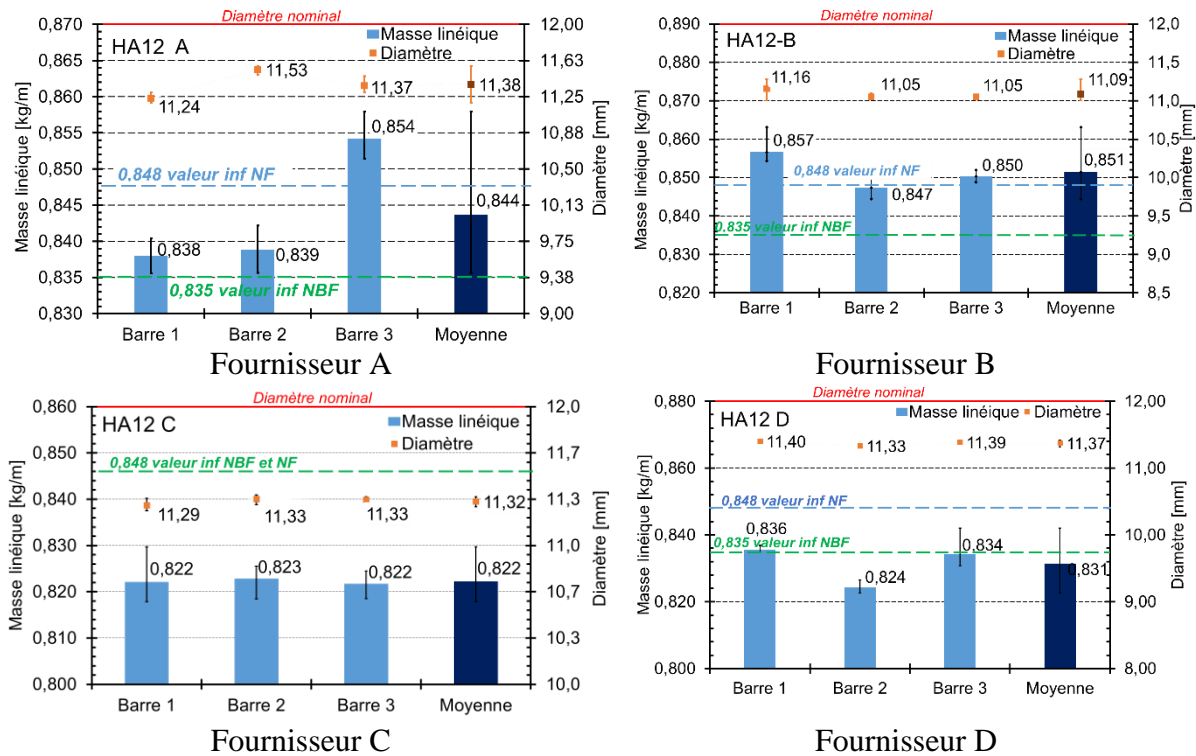 Diamètre nominal
HA12 A
Masse linéique
Diamètre
Masse linéique [kg/m]
0,870
0,865
0,860
0,855
0,850
0,845
0,840
0,835
0,830
11,24
11,53
11,37
11,38
0,838
0,839
0,854
0,844
0.848 valeur inf NF
0,835 valeur inf NBF
12,00
11,63
11,25
10,88
10,50
10,13
9,75
9,38
9,00
Diamètre [mm]
Barre 1 Barre 2 Barre 3 Moyenne
Fournisseur A
Diamètre nominal
HA12-B
Masse linéique
Diamètre
Masse linéique [kg/m]
0,890
0,880
0,870
0,860
0,850
0,840
0,830
0,820
11,16
11,05
11,05
11,09
0,857
0,847
0,850
0,851
0.848 valeur inf NF
0.835 valeur inf NBF
12,0
11,5
11,0
10,5
10,0
9,5
9,0
8,5
Diamètre [mm]
Barre 1 Barre 2 Barre 3 Moyenne
Fournisseur B
Diamètre nominal
HA12 C
Masse linéique
Diamètre
Masse linéique [kg/m]
0,860
0,850
0,840
0,830
0,820
0,810
0,800
0.848 valeur inf NBF et NF
11,29
11,33
11,33
11,32
0,822
0,823
0,822
0,822
12,0
11,7
11,3
11,0
10,7
10,3
10,0
Diamètre [mm]
Barre 1 Barre 2 Barre 3 Moyenne
Fournisseur C
Diamètre nominal
HA12 D
Masse linéique
Diamètre
Masse linéique [kg/m]
0,880
0,860
0,840
0,820
0,800
11,40
11,33
11,39
11,37
0,848 valeur inf NF
0,836
0.835 valeur inf NBF
0,824
0,834
0,831
12,00
11,00
10,00
9,00
8,00
Diamètre [mm]
Barre 1 Barre 2 Barre 3 Moyenne
Fournisseur D